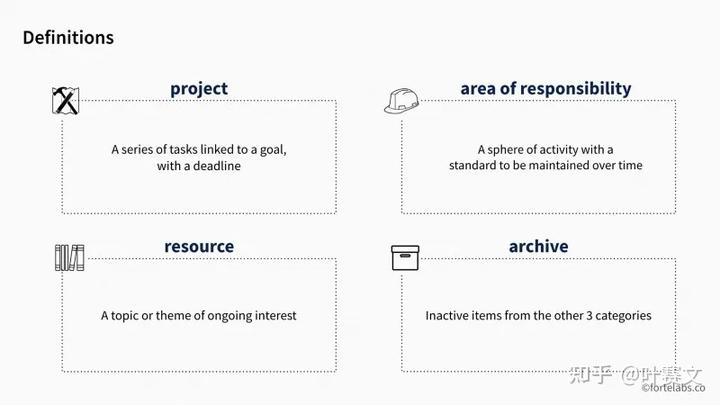 Definitions
project
A series of tasks linked to a goal,
with a deadline
area of responsibility
A sphere of activity with a
standard to be maintained over time
resource
A topic or theme of ongoing interest
archive
Inactive items from the other 3 categories
知乎 @叶赛文
©fortelabs.co